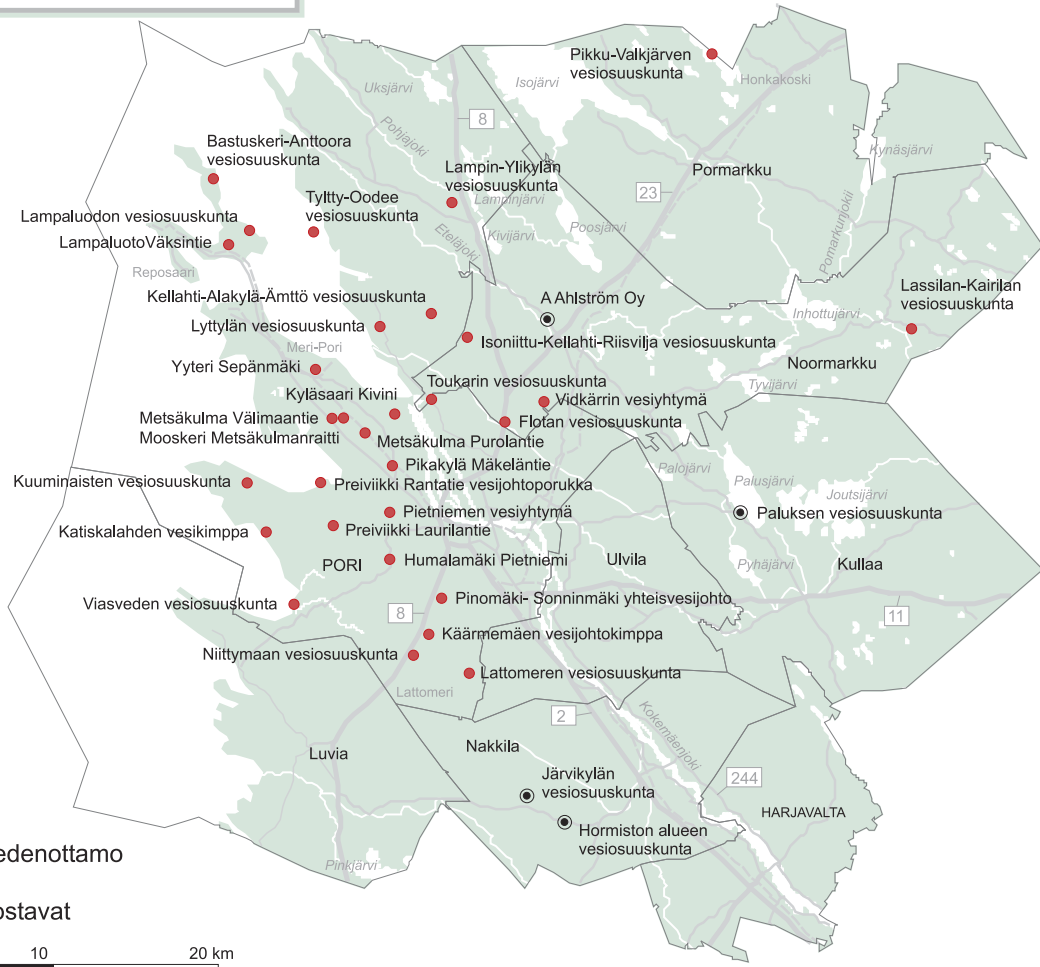 Pikku-Valkjärven
vesiosuuskunta
Honkakoski
Isojärvi
Uksjärvi
8
Pohjajoki
Bastuskeri-Anttoora
vesiosuuskunta
Kynäsjärvi
Lampin-Ylikylän
vesiosuuskunta
Pormarkku
23
Tyltty-Oodee
vesiosuuskunta
Lampinjärvi
Lampaluodon vesiosuuskunta
LampaluotoVäksintie
Eteläjoki
Kivijärvi
Poosjärvi
Pomarkunjokii
Reposaari
Lassilan-Kairilan
vesiosuuskunta
Kellahti-Alakylä-Ämttö vesiosuuskunta
A Ahlström Oy
Inhottujärvi
Lyttylän vesiosuuskunta
Meri-Pori
Isoniittu-Kellahti-Riisvilja vesiosuuskunta
Noormarkku
Yyteri Sepänmäki
Toukarin vesiosuuskunta
Tyvijärvi
Kyläsaari Kivini
Vidkärrin vesiyhtymä
Metsäkulma Välimaantie
Flotan vesiosuuskunta
Mooskeri Metsäkulmanraitti
Metsäkulma Purolantie
Pikakylä Mäkeläntie
Palojärvi
Kuuminaisten vesiosuuskunta
Preiviikki Rantatie vesijohtoporukka
Palusjärvi
Joutsijärvi
Pietniemen vesiyhtymä
Paluksen vesiosuuskunta
Katiskalahden vesikimppa
Preiviikki Laurilantie
PORI
Humalamäki Pietniemi
Ulvila
Pyhäjärvi
Kullaa
Viasveden vesiosuuskunta
Pinomäki- Sonninmäki yhteisvesijohto
8
11
Käärmemäen vesijohtokimppa
Niittymaan vesiosuuskunta
Lattomeren vesiosuuskunta
Lattomeri
2
Kokemäenjoki
Nakkila
Luvia
Järvikylän
vesiosuuskunta
244
HARJAVALTA
Hormiston alueen
vesiosuuskunta
edenottamo
Pinkjärvi
ostavat
10
20 km